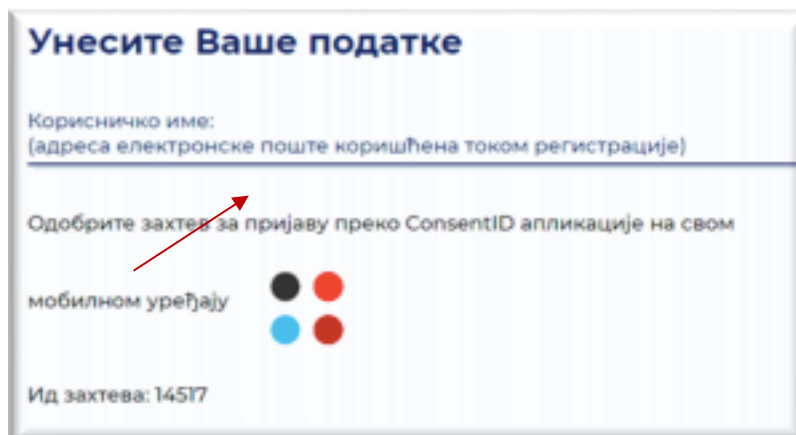 Унесите Ваше податке
Корисничко име:
(адреса електронске поште коришћена током регистрације)
Одобрите захтев за пријаву преко ConsentID апликације на свом
мобилном уређају
Ид захтева: 14517